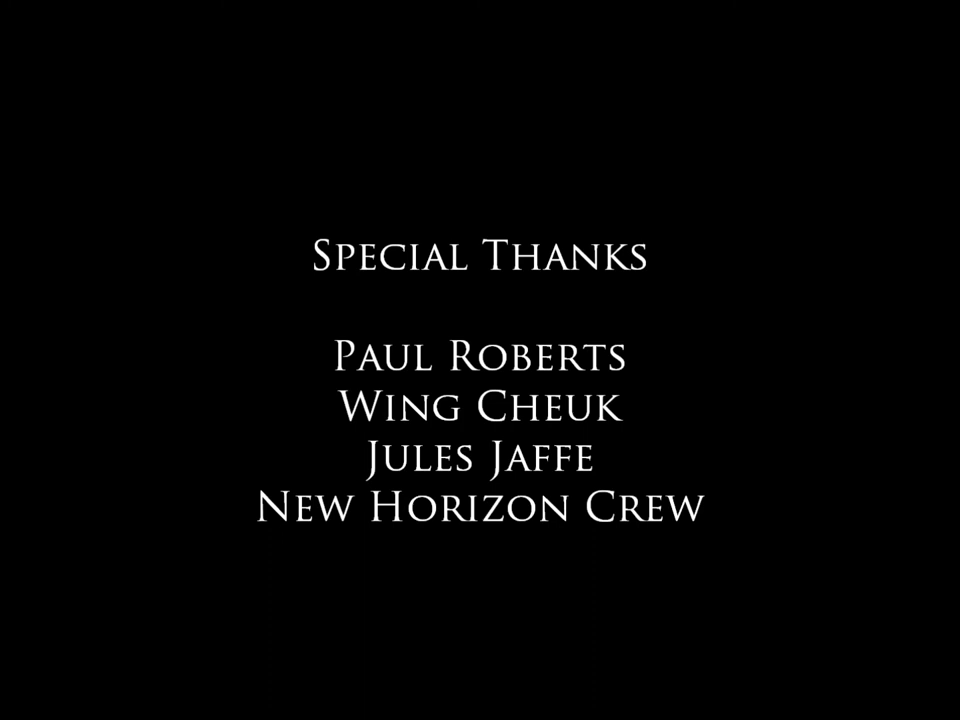 Special Thanks
Paul Roberts
Wing Cheuk
Jules Jaffe
New Horizon Crew